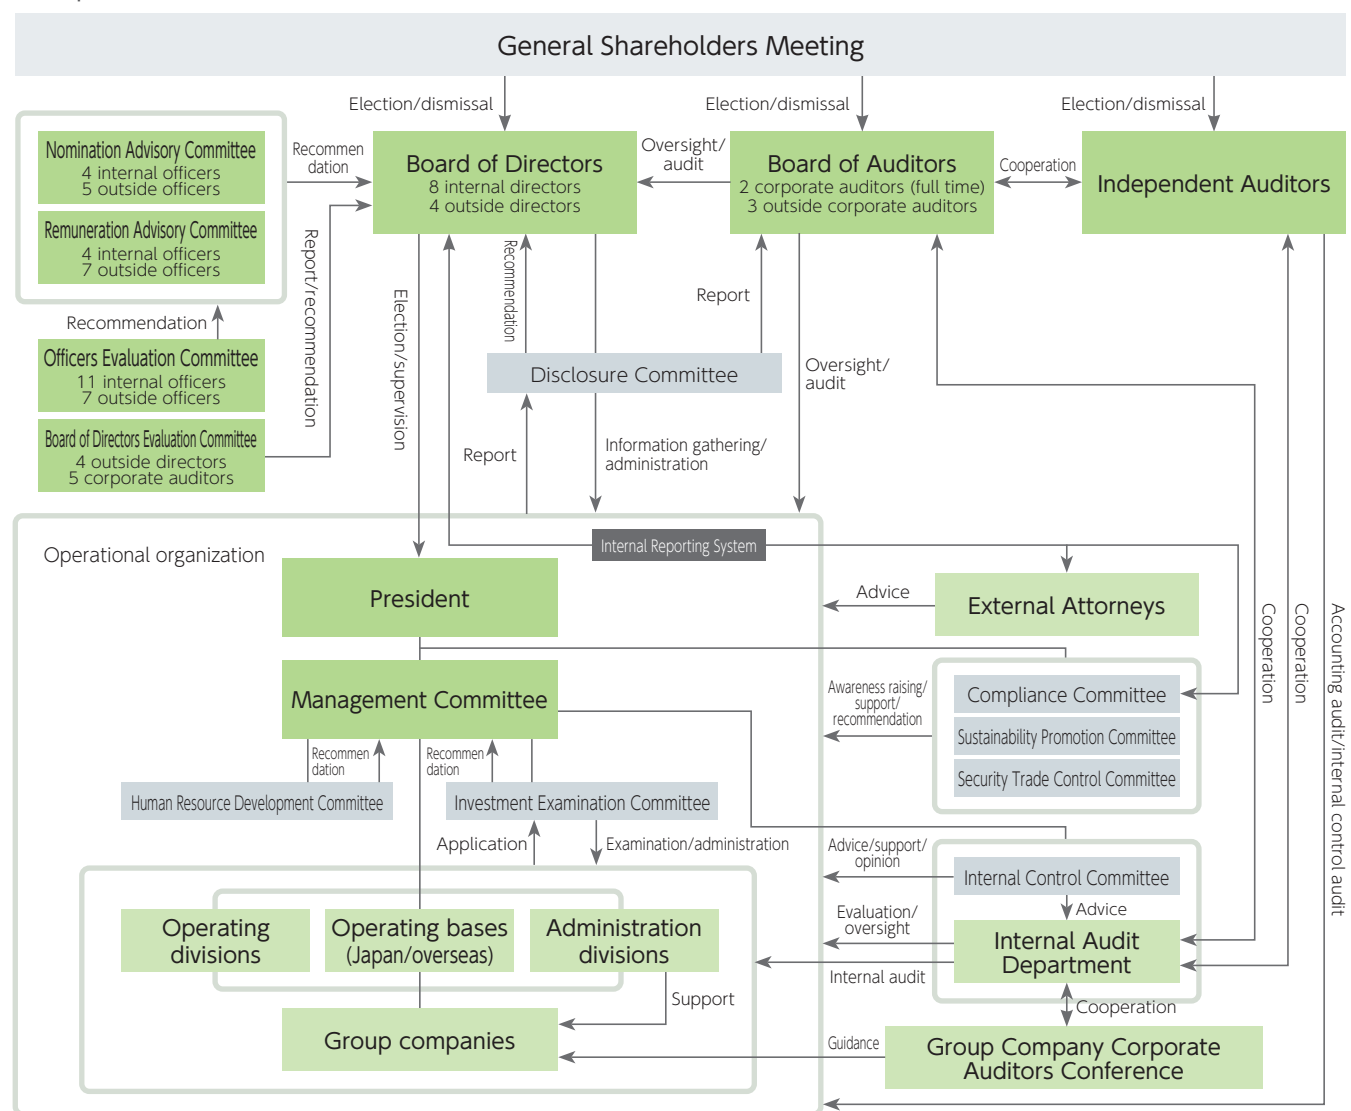 General Shareholders Meeting
Election/dismissal
Election/dismissal
Election/dismissal
Nomination Advisory Committee
4 internal officers
5 outside officers
Remuneration Advisory Committee
4 internal officers
7 outside officers
Recommen
dation
Board of Directors
8 internal directors
4 outside directors
Oversight/
audit
Board of Auditors
2 corporate auditors (full time)
3 outside corporate auditors
Cooperation
Independent Auditors
Recommendation
Officers Evaluation Committee
11 internal officers
7 outside officers
Board of Directors Evaluation Committee
4 outside directors
5 corporate auditors
Report/recommendation
Election/supervision
Recommendation
Report
Disclosure Committee
Oversight/
audit
Report
Information gathering/
administration
Operational organization
Internal Reporting System
President
Advice
External Attorneys
Cooperation
Cooperation
Accounting audit/internal control audit
Management Committee
Awareness raising/
support/
recommendation
Compliance Committee
Sustainability Promotion Committee
Security Trade Control Committee
Recommen
dation
Recommen
dation
Human Resource Development Committee
Investment Examination Committee
Application
Examination/administration
Advice/support/
opinion
Internal Control Committee
Advice
Evaluation/
oversight
Internal Audit
Department
Internal audit
Operating
divisions
Operating bases
(Japan/overseas)
Administration
divisions
Support
Cooperation
Group companies
Guidance
Group Company Corporate
Auditors Conference